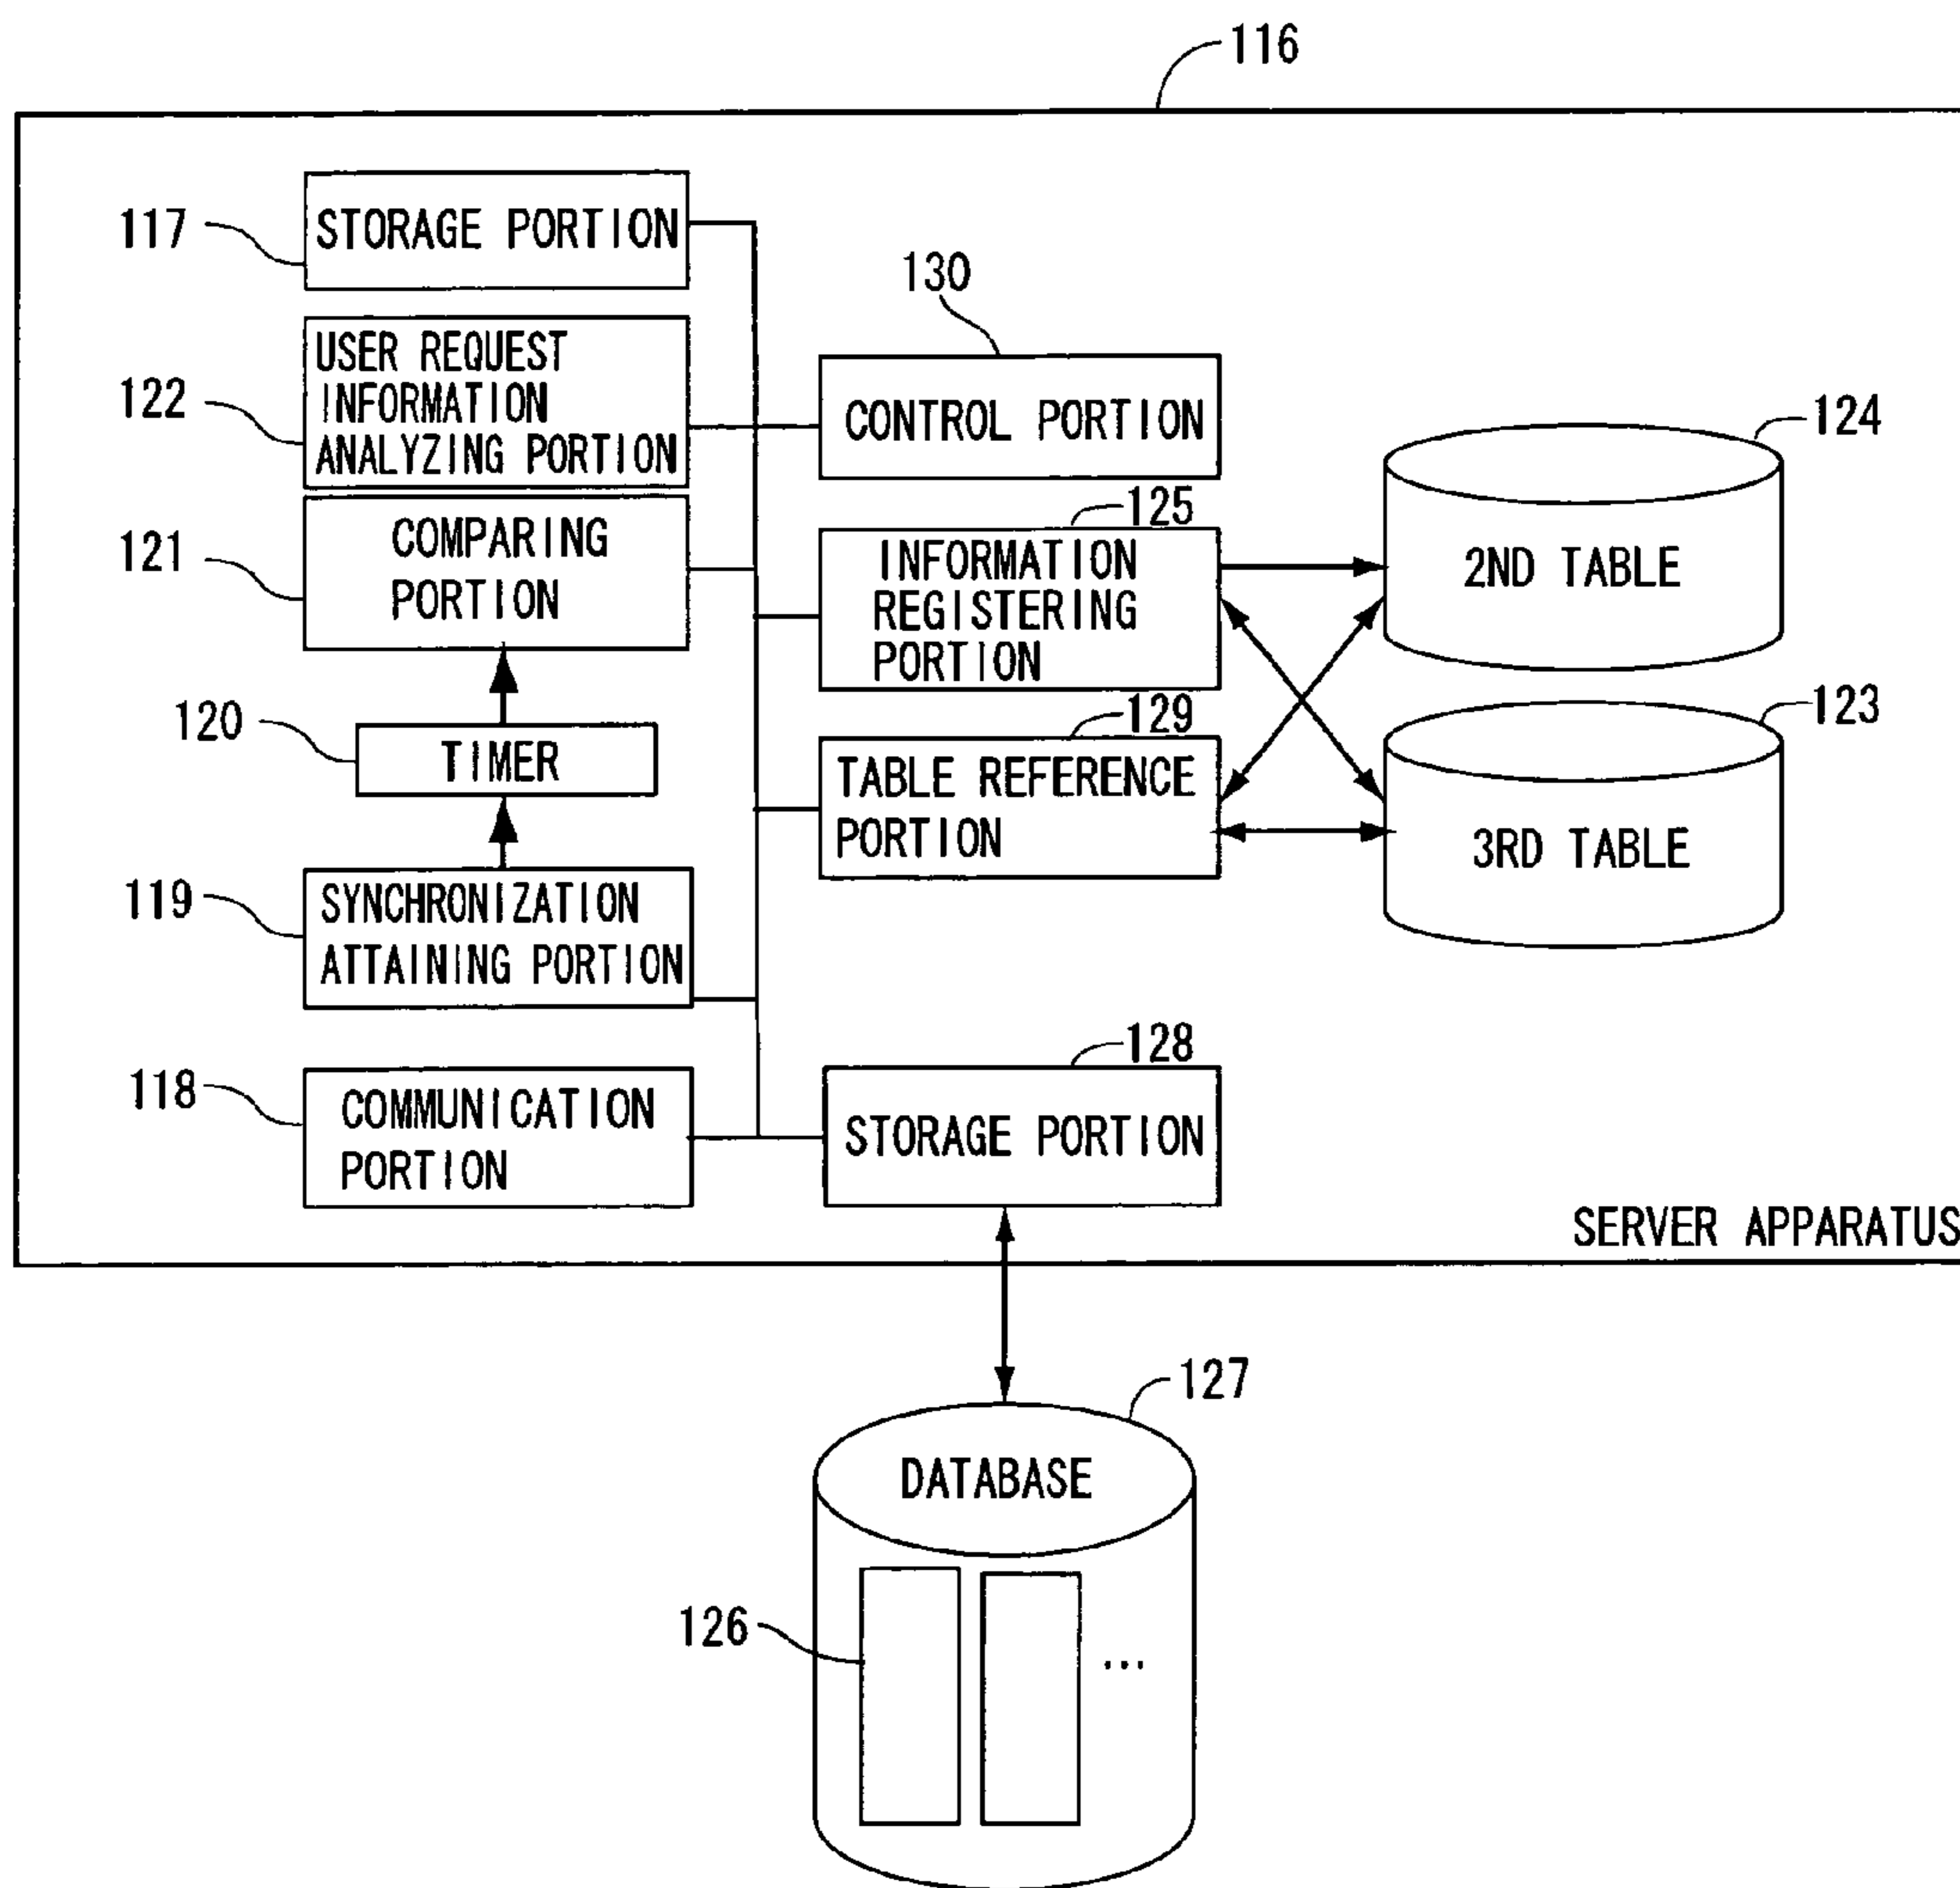 116
117
STORAGE PORTION
130
122
USER REQUEST
INFORMATION
ANALYZING PORTION
CONTROL PORTION
124
2ND TABLE
121
COMPARING
PORTION
125
INFORMATION
REGISTERING
PORTION
120
TIMER
129
TABLE REFERENCE
PORTION
123
3RD TABLE
119
SYNCHRONIZATION
ATTAINING PORTION
118
COMMUNICATION
PORTION
128
STORAGE PORTION
SERVER APPARATUS
127
DATABASE
126
...